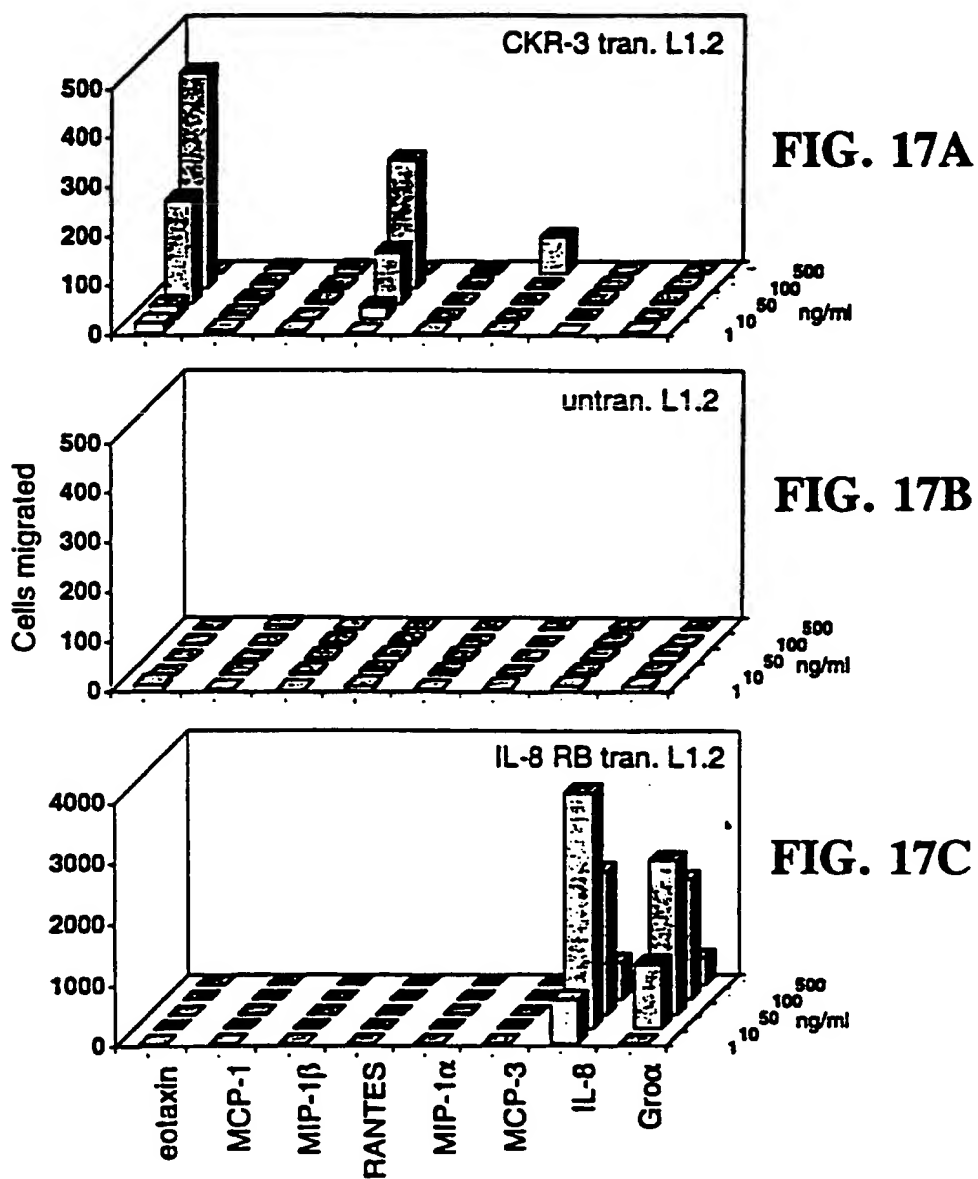 CKR-3 tran. L1.2
500
400
300
200
100
0
1 10 50 100 500
ng/ml
FIG. 17A
untran. L1.2
500
400
300
200
100
0
1 10 50 100 500
ng/ml
FIG. 17B
Cells migrated
IL-8 RB tran. L1.2
4000
3000
2000
1000
0
1 10 50 100 500
ng/ml
FIG. 17C
eotaxin
MCP-1
MIP-1β
RANTES
MIP-1α
MCP-3
IL-8
Groα